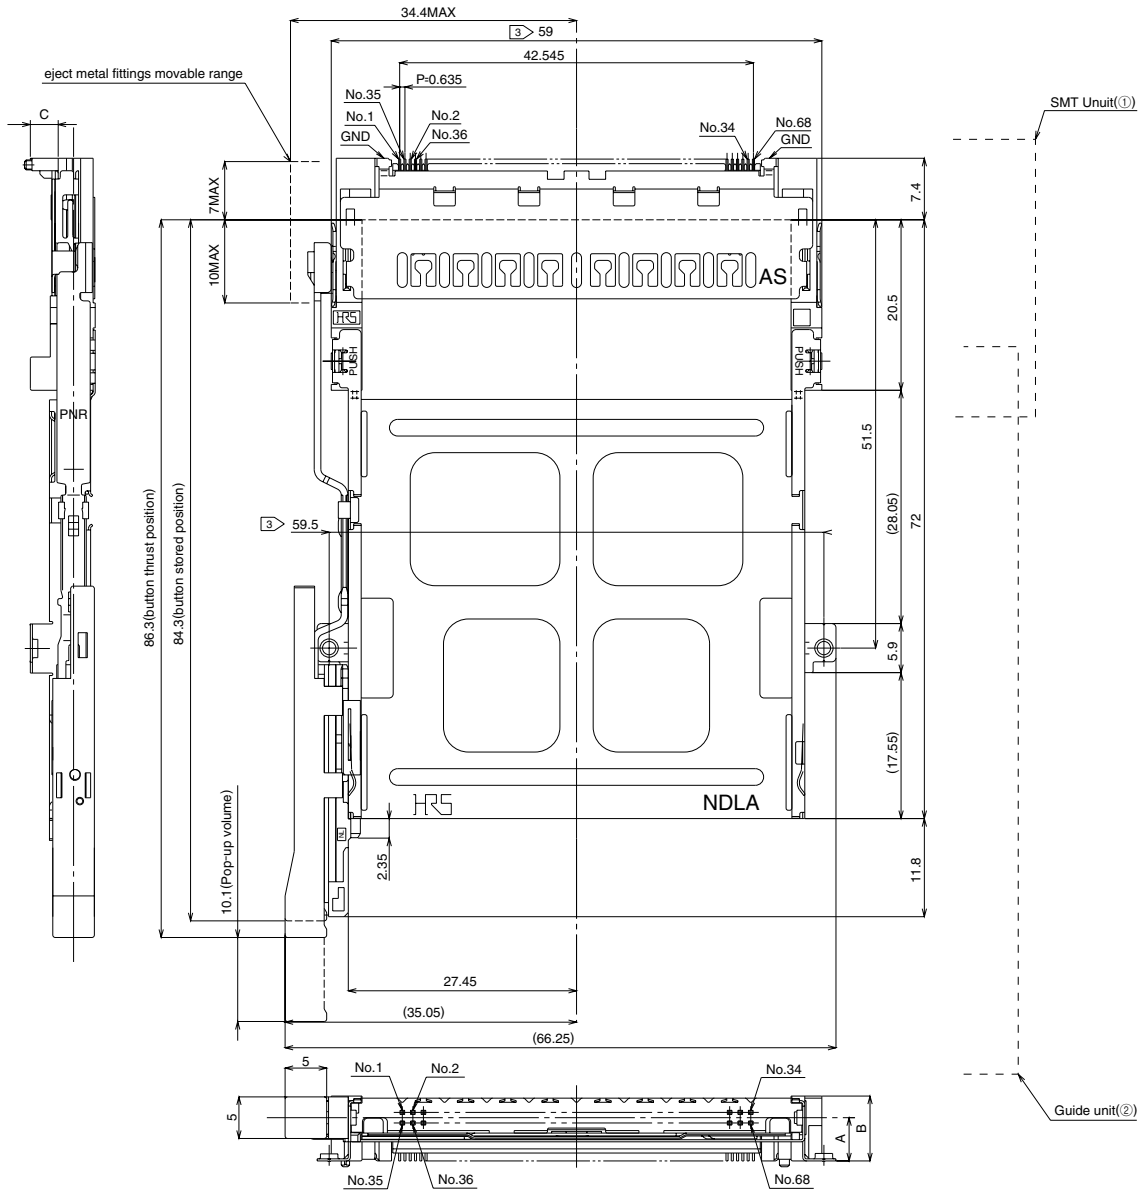 34.4MAX
3 59
42.545
eject metal fittings movable range
P=0.635
SMT Unuit(①)
C
No.35
No.1
No.2
No.68
GND
No.36
No.34
GND
7MAX
7.4
10MAX
AS
HRS
20.5
PUSH
PUSH
PNR
51.5
(28.05)
72
3 59.5
86.3(button thrust position)
84.3(button stored position)
5.9
(17.55)
HRS
NDLA
NL
2.35
10.1(Pop-up volume)
11.8
27.45
(35.05)
(66.25)
5
No.1
No.2
No.34
5
A
B
Guide unit(②)
No.35
No.36
No.68